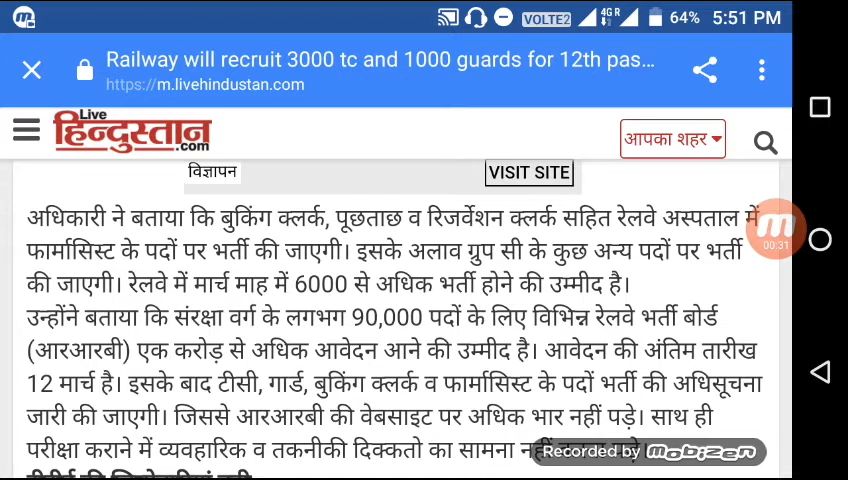 VOLTE2 4G R R 64% 5:51 PM
Railway will recruit 3000 tc and 1000 guards for 12th pas...
https://m.livehindustan.com
Live
हिन्दुस्तान
.com
आपका शहर
विज्ञापन
VISIT SITE
अधिकारी ने बताया कि बुकिंग क्लर्क, पूछताछ व रिजर्वेशन क्लर्क सहित रेलवे अस्पताल में
फार्मासिस्ट के पदों पर भर्ती की जाएगी। इसके अलाव ग्रुप सी के कुछ अन्य पदों पर भर्ती
00:31
की जाएगी। रेलवे में मार्च माह में 6000 से अधिक भर्ती होने की उम्मीद है।
उन्होंने बताया कि संरक्षा वर्ग के लगभग 90,000 पदों के लिए विभिन्न रेलवे भर्ती बोर्ड
(आरआरबी) एक करोड़ से अधिक आवेदन आने की उम्मीद है। आवेदन की अंतिम तारीख
12 मार्च है। इसके बाद टीसी, गार्ड, बुकिंग क्लर्क व फार्मासिस्ट के पदों भर्ती की अधिसूचना
जारी की जाएगी। जिससे आरआरबी की वेबसाइट पर अधिक भार नहीं पड़े। साथ ही
परीक्षा कराने में व्यवहारिक व तकनीकी दिक्कतो का सामना
Recorded by mobizen